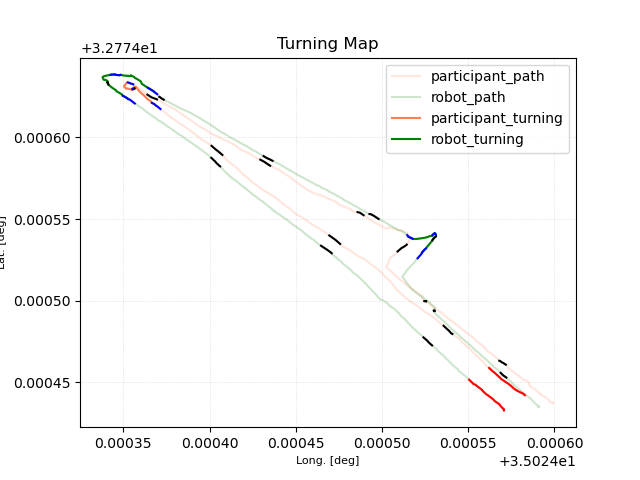 Turning Map
+3.2774e1
participant_path
robot_path
participant_turning
robot_turning
0.00060
0.00055
0.00050
0.00045
Lat. [deg]
0.00035 0.00040 0.00045 0.00050 0.00055 0.00060
Long. [deg]
+3.5024e1